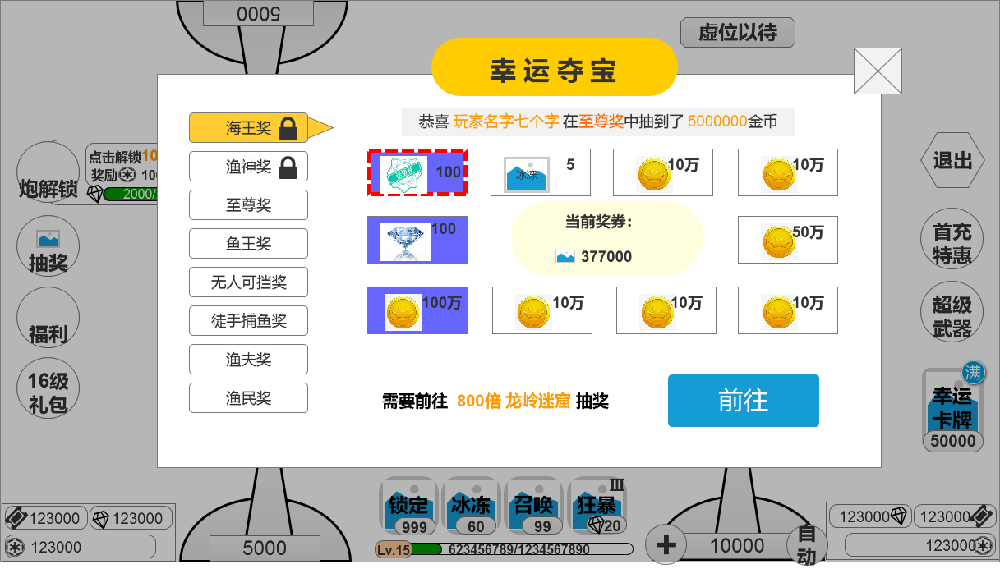 5000
虚位以待
幸运夺宝
恭喜 玩家名字七个字 在至尊奖中抽到了 5000000金币
海王奖
渔神奖
至尊奖
鱼王奖
无人可挡奖
徒手捕鱼奖
渔夫奖
渔民奖
100
冰冻
5
10万
10万
100
当前奖券：
377000
50万
100万
10万
10万
10万
需要前往 800倍 龙岭迷窟 抽奖
前往
炮解锁
点击解锁10
奖励 100
2000/
抽奖
福利
16级
礼包
退出
首充
特惠
超级
武器
满
幸运
卡牌
50000
123000
123000
123000
5000
锁定
999
冰冻
60
召唤
99
狂暴
III
20
Lv.15
623456789/1234567890
10000
自
动
123000
123000
123000